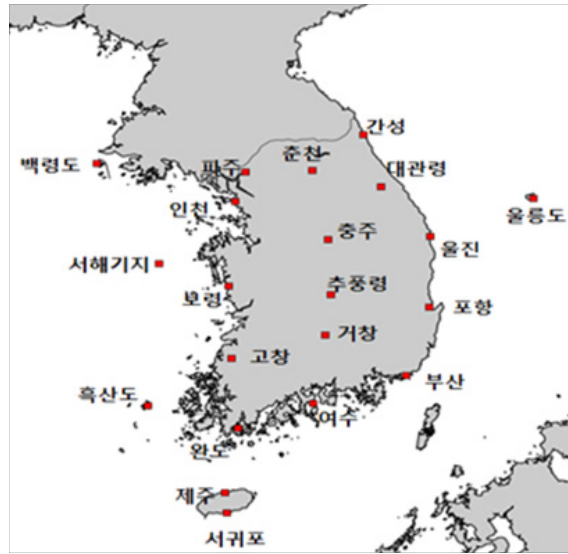 간성
백령도
파주
춘천
대관령
인천
울릉도
충주
울진
서해기지
보령
추풍령
포항
거창
고창
부산
흑산도
여수
완도
제주
서귀포